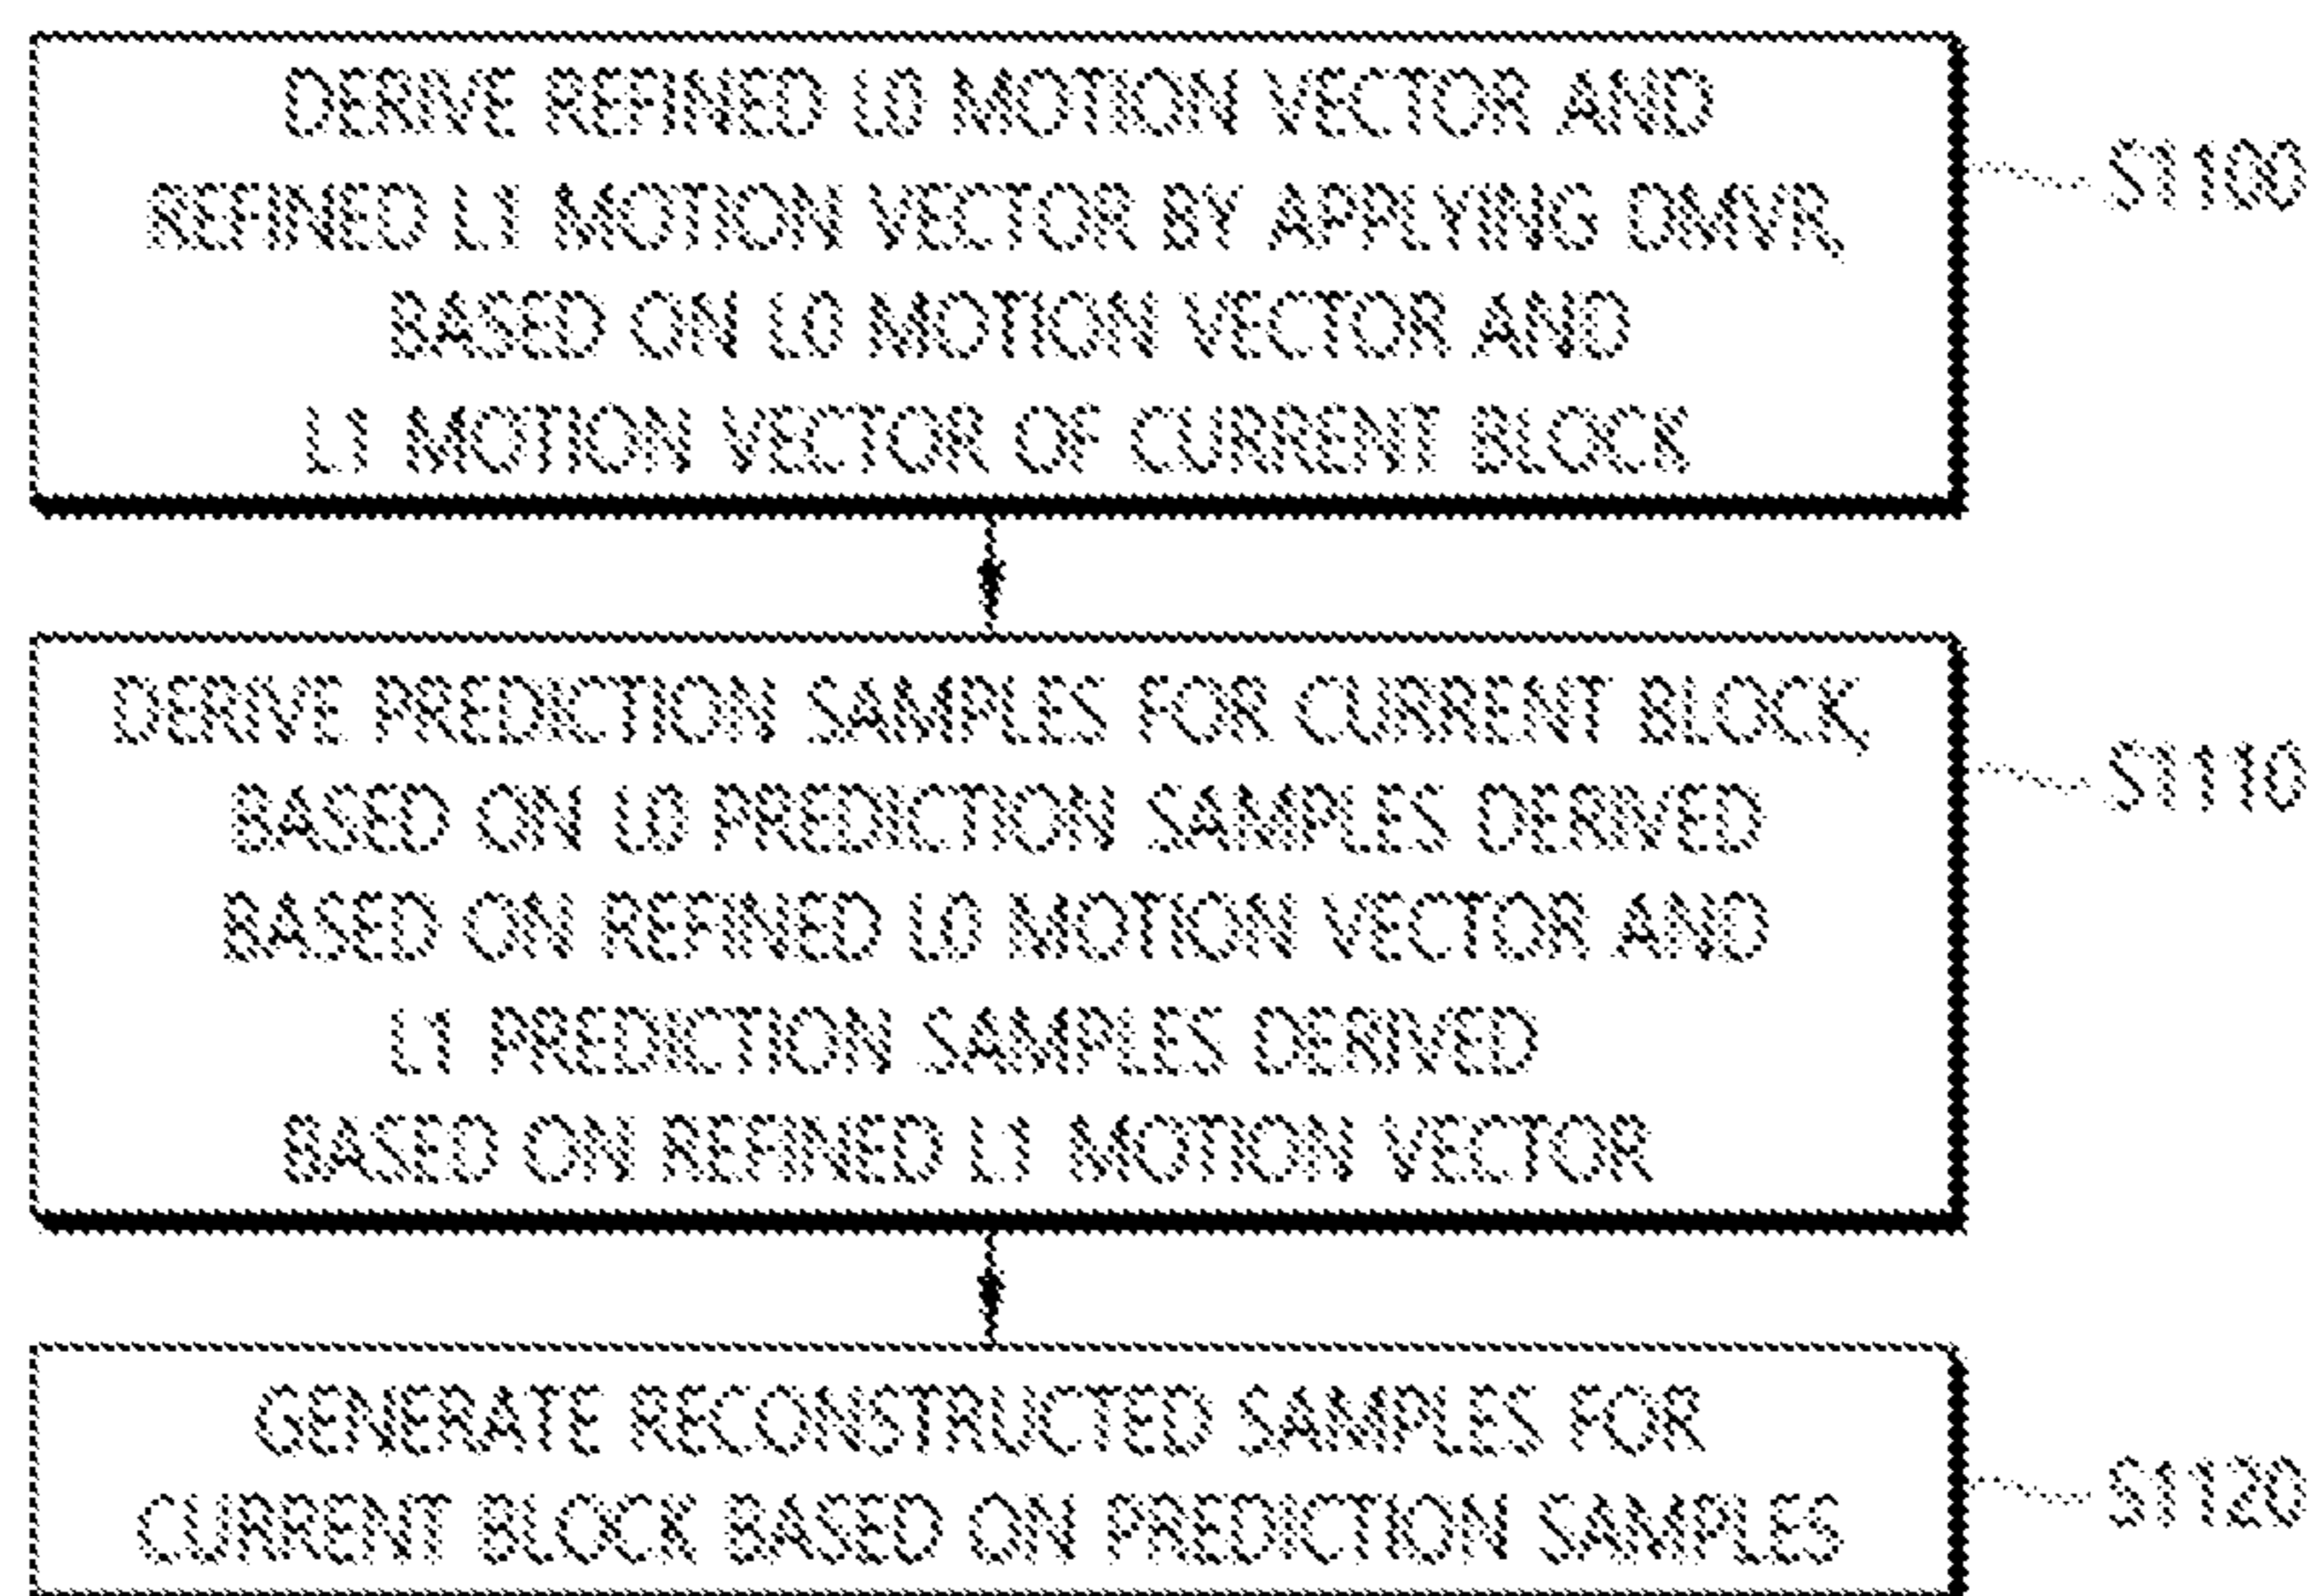 DERIVE REFINED L0 MOTION VECTOR AND
REFINED L1 MOTION VECTOR BY APPLYING DMVR,
BASED ON L0 MOTION VECTOR AND
L1 MOTION VECTOR OF CURRENT BLOCK
S1100
DERIVE PREDICTION SAMPLES FOR CURRENT BLOCK,
BASED ON L0 PREDICTION SAMPLES DERIVED
BASED ON REFINED L0 MOTION VECTOR AND
L1 PREDICTION SAMPLES DERIVED
BASED ON REFINED L1 MOTION VECTOR
S1110
GENERATE RECONSTRUCTED SAMPLES FOR
CURRENT BLOCK BASED ON PREDICTION SAMPLES
S1120